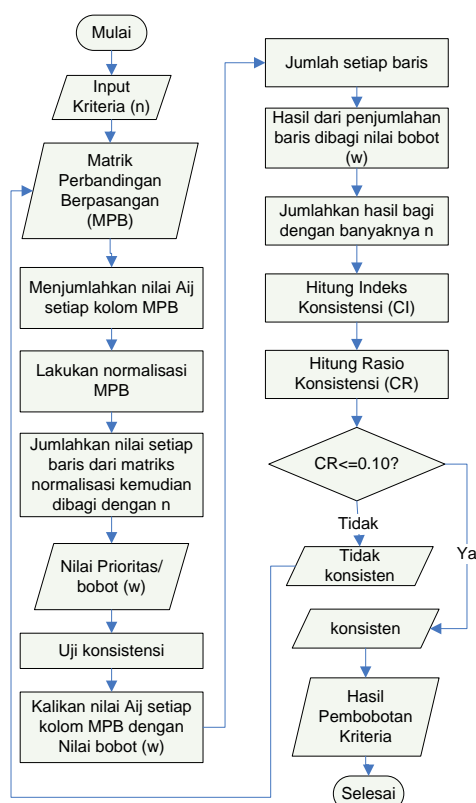 Mulai
Input
Kriteria (n)
Matrik
Perbandingan
Berpasangan
(MPB)
Menjumlahkan nilai Aij
setiap kolom MPB
Lakukan normalisasi
MPB
Jumlahkan nilai setiap
baris dari matriks
normalisasi kemudian
dibagi dengan n
Nilai Prioritas/
bobot (w)
Uji konsistensi
Kalikan nilai Aij setiap
kolom MPB dengan
Nilai bobot (w)
Jumlah setiap baris
Hasil dari penjumlahan
baris dibagi nilai bobot
(w)
Jumlahkan hasil bagi
dengan banyaknya n
Hitung Indeks
Konsistensi (CI)
Hitung Rasio
Konsistensi (CR)
CR<=0.10?
Tidak
Ya
Tidak
konsisten
konsisten
Hasil
Pembobotan
Kriteria
Selesai